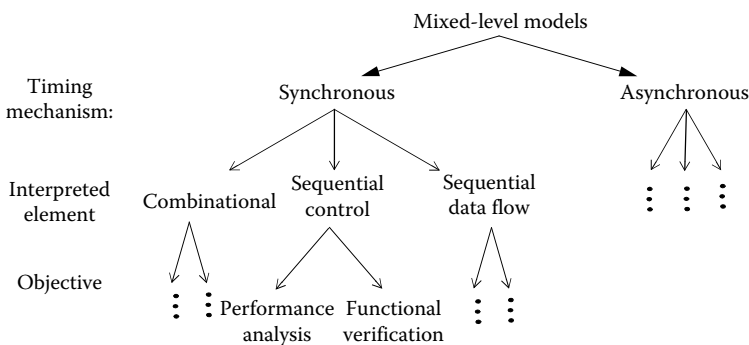 Mixed-level models
Timing
mechanism:
Synchronous
Asynchronous
Interpreted
element
Combinational
Sequential
control
Sequential
data flow
Objective
Performance
analysis
Functional
verification